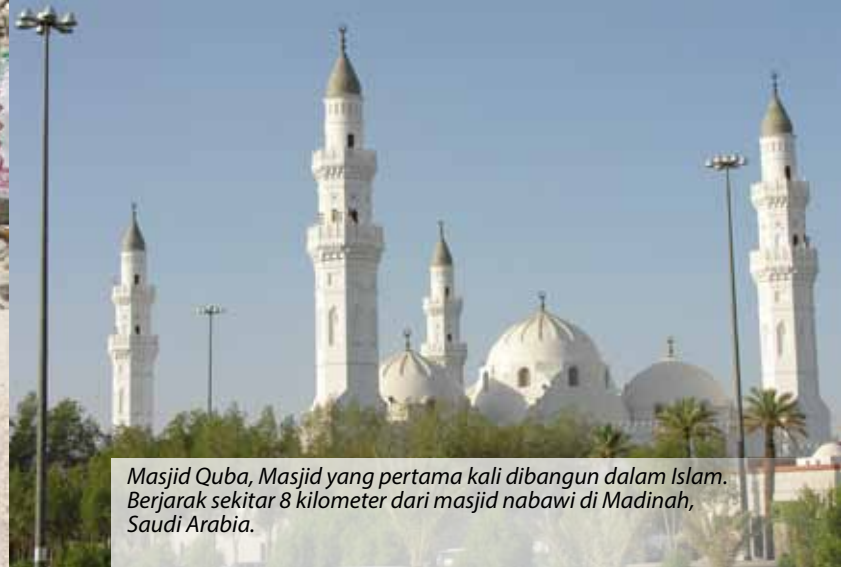 Masjid Quba, Masjid yang pertama kali dibangun dalam Islam.
Berjarak sekitar 8 kilometer dari masjid nabawi di Madinah,
Saudi Arabia.